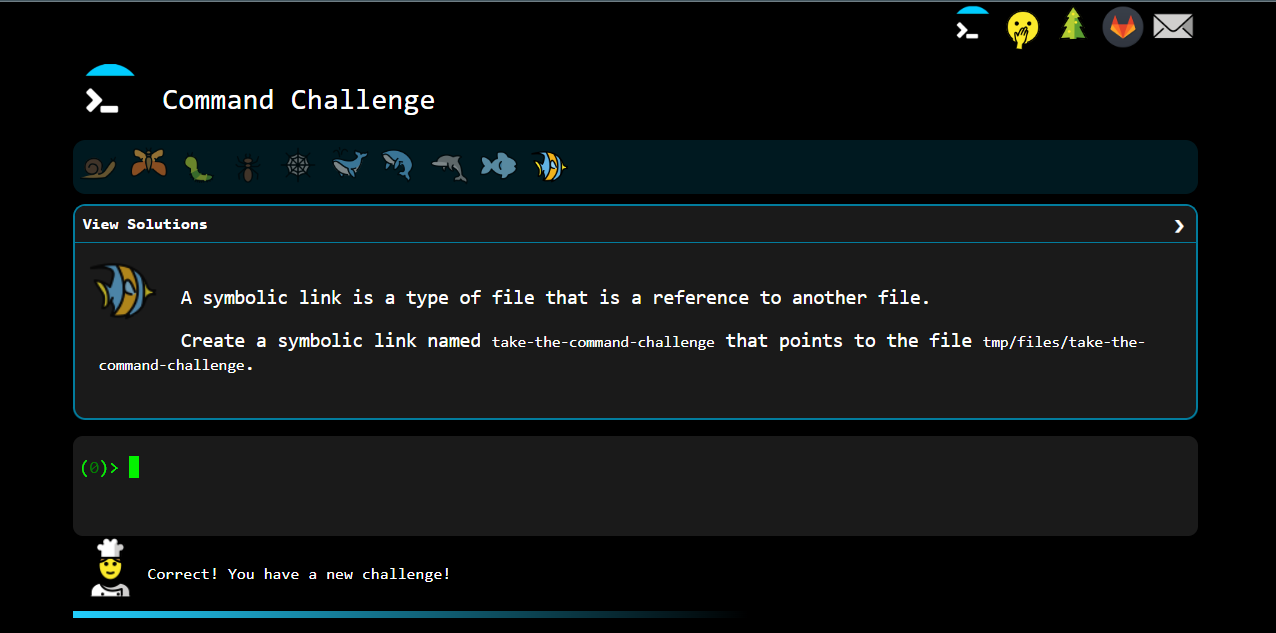 Command Challenge
View Solutions
A symbolic link is a type of file that is a reference to another file.
Create a symbolic link named take-the-command-challenge that points to the file tmp/files/take-the-
command-challenge.
(0)>
Correct! You have a new challenge!